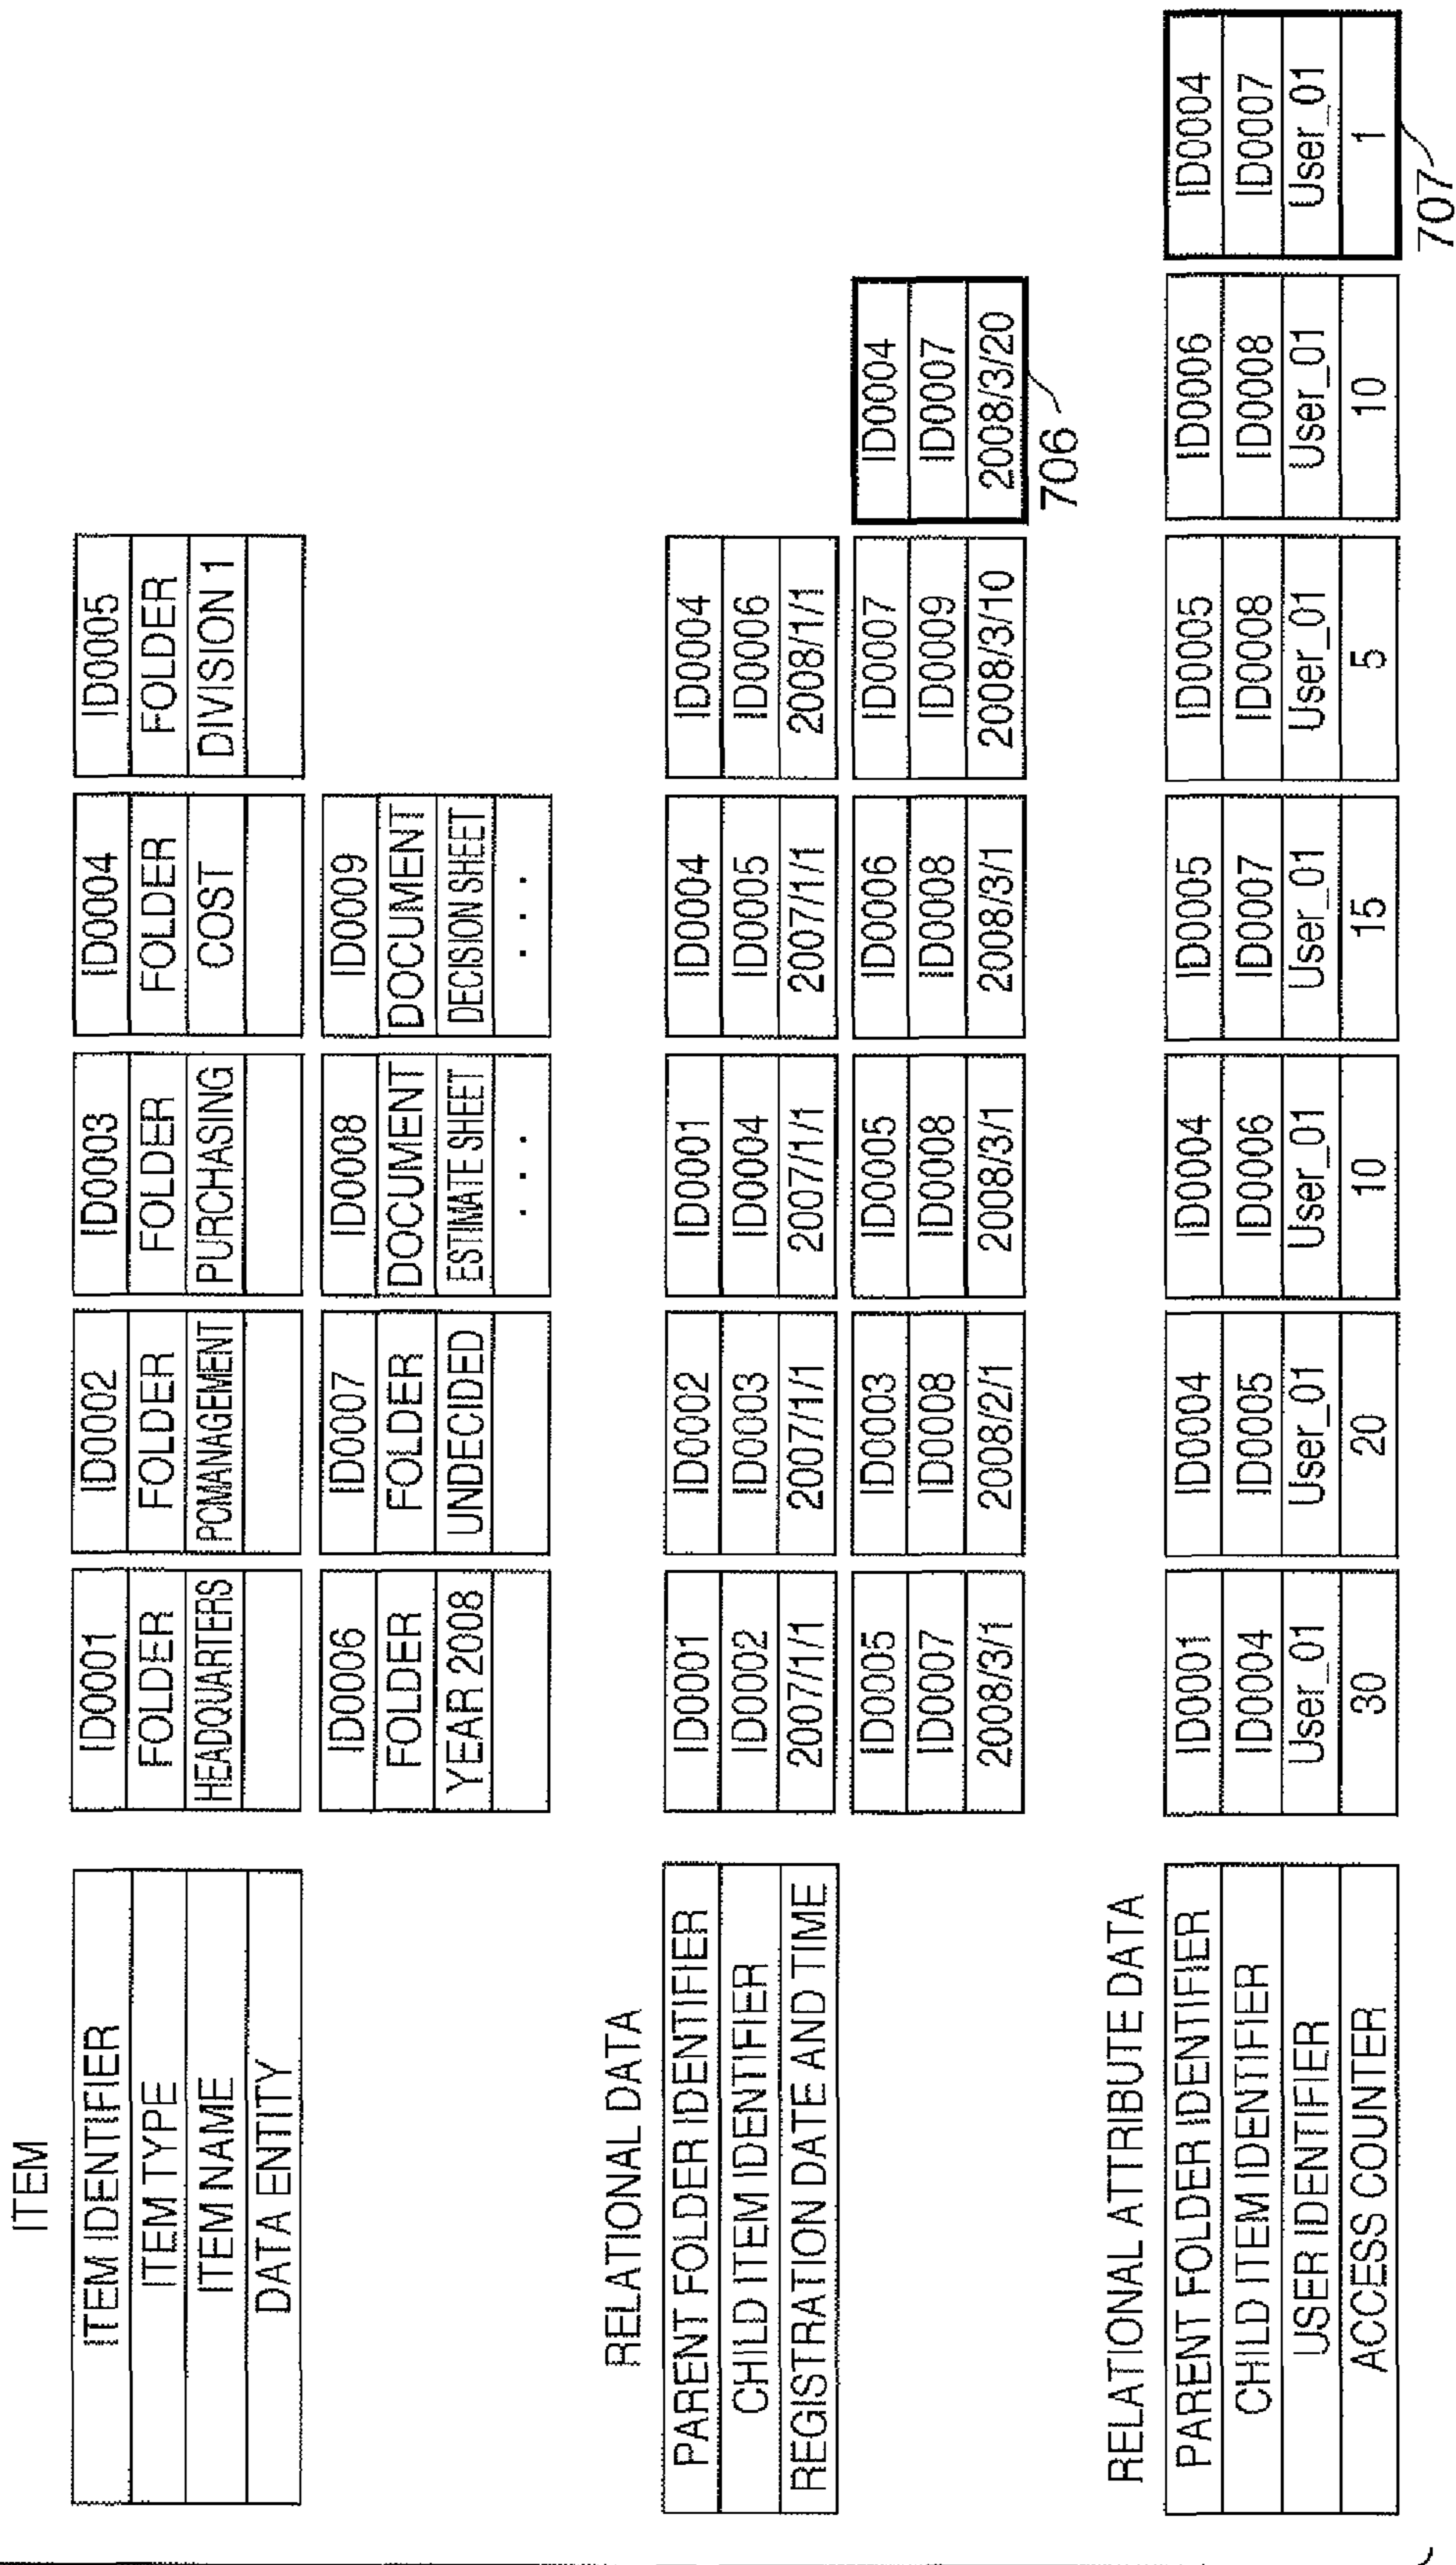 ITEM
ITEM IDENTIFIER
ITEM TYPE
ITEM NAME
DATA ENTITY
ID0001
FOLDER
HEADQUARTERS
ID0002
FOLDER
PCMANAGEMENT
ID0003
FOLDER
PURCHASING
ID0004
FOLDER
COST
ID0005
FOLDER
DIVISION 1
ID0006
FOLDER
YEAR 2008
ID0007
FOLDER
UNDECIDED
ID0008
DOCUMENT
ESTIMATE SHEET
. . .
ID0009
DOCUMENT
DECISION SHEET
. . .
RELATIONAL DATA
PARENT FOLDER IDENTIFIER
CHILD ITEM IDENTIFIER
REGISTRATION DATE AND TIME
ID0001
ID0002
2007/1/1
ID0002
ID0003
2007/1/1
ID0001
ID0004
2007/1/1
ID0004
ID0005
2007/1/1
ID0004
ID0006
2008/1/1
ID0005
ID0007
2008/3/1
ID0003
ID0008
2008/2/1
ID0005
ID0008
2008/3/1
ID0006
ID0008
2008/3/1
ID0007
ID0009
2008/3/10
ID0004
ID0007
2008/3/20
706
RELATIONAL ATTRIBUTE DATA
PARENT FOLDER IDENTIFIER
CHILD ITEM IDENTIFIER
USER IDENTIFIER
ACCESS COUNTER
ID0001
ID0004
User_01
30
ID0004
ID0005
User_01
20
ID0004
ID0006
User_01
10
ID0005
ID0007
User_01
15
ID0005
ID0008
User_01
5
ID0006
ID0008
User_01
10
ID0004
ID0007
User_01
1
707